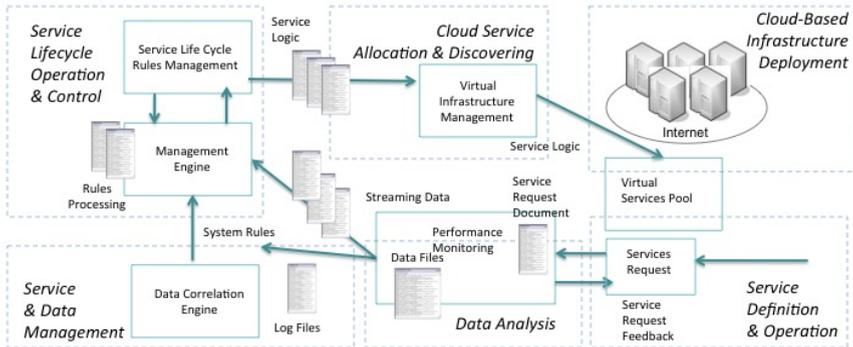 Service
Lifecycle
Operation
& Control
Service Life Cycle
Rules Management
Service
Logic
Cloud Service
Allocation & Discovering
Cloud-Based
Infrastructure
Deployment
Virtual
Infrastructure
Management
Internet
Management
Engine
Rules
Processing
Service Logic
Virtual
Services Pool
Streaming Data
Service
Request
Document
System Rules
Performance
Monitoring
Data Files
Services
Request
Service
& Data
Management
Data Correlation
Engine
Log Files
Data Analysis
Service
Request
Feedback
Service
Definition
& Operation